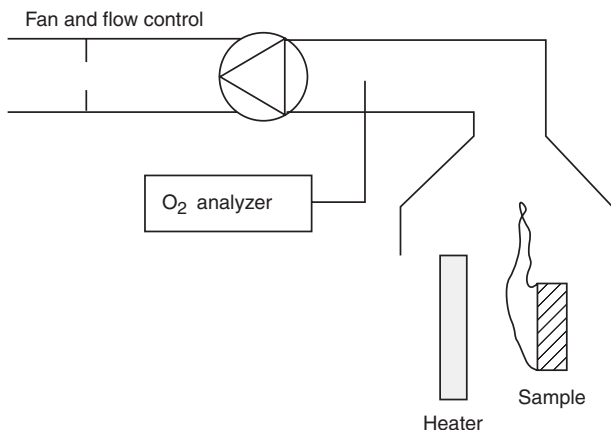 Fan and flow control
O2 analyzer
Sample
Heater